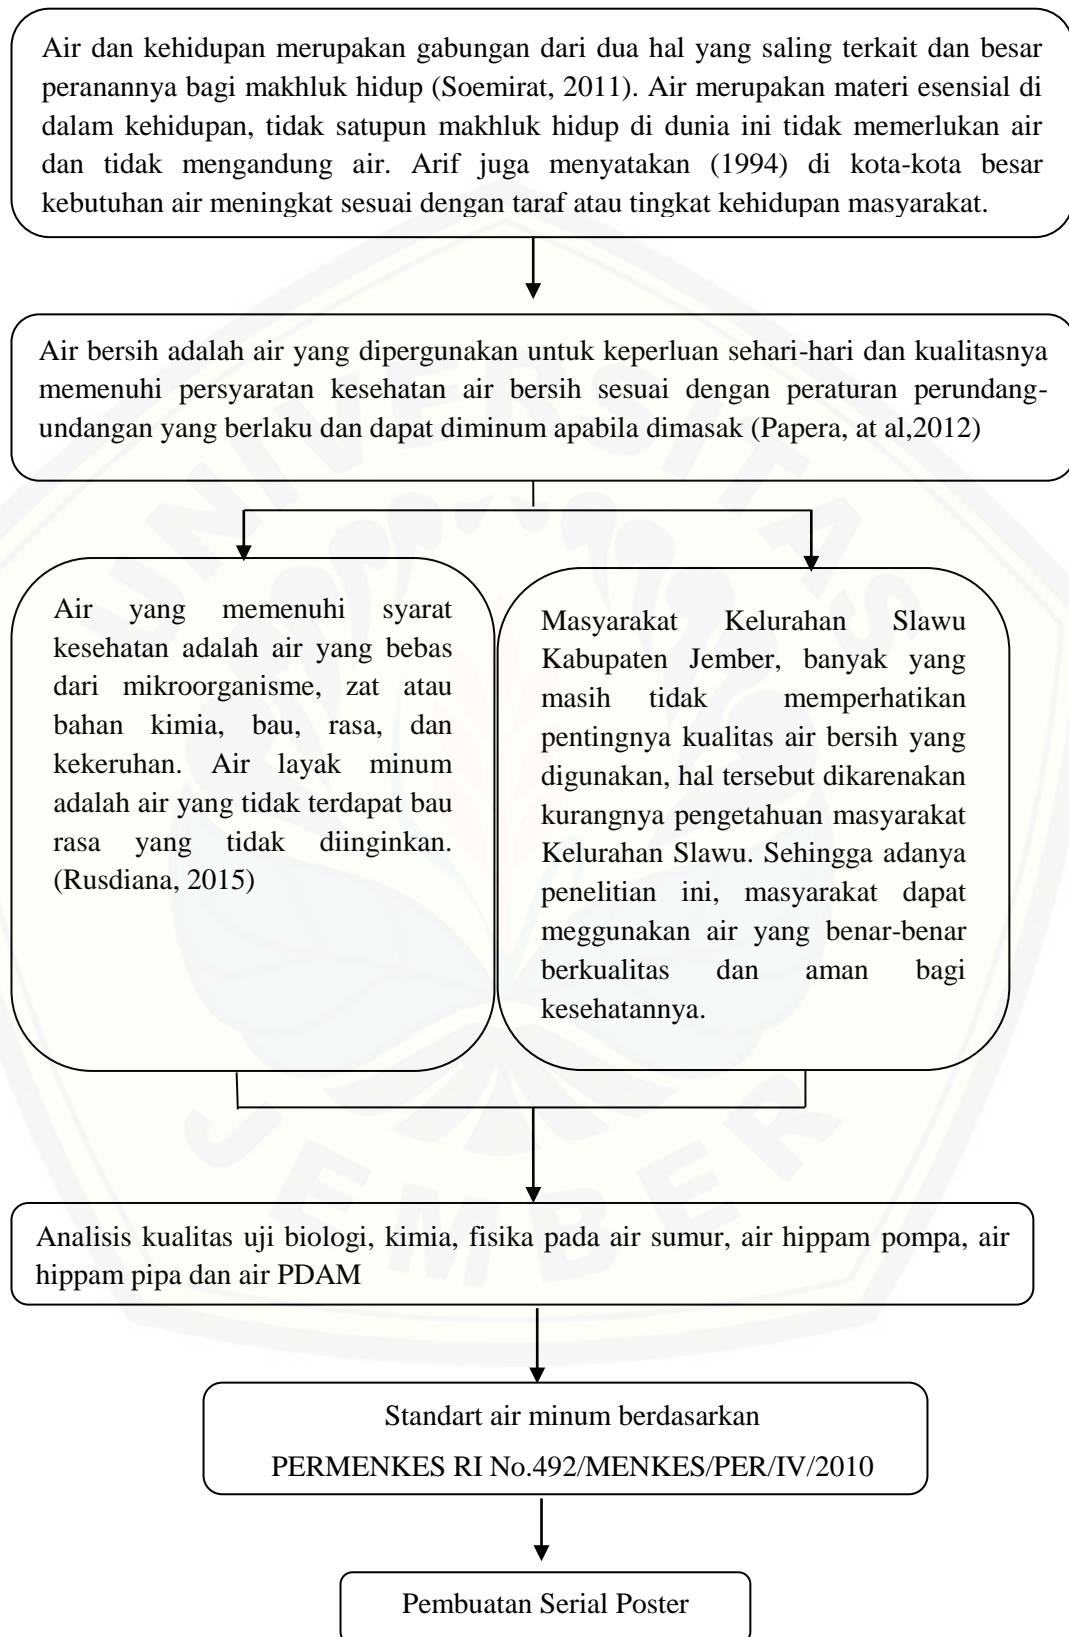 Air dan kehidupan merupakan gabungan dari dua hal yang saling terkait dan besar
peranannya bagi makhluk hidup (Soemirat, 2011). Air merupakan materi esensial di
dalam kehidupan, tidak satupun makhluk hidup di dunia ini tidak memerlukan air
dan tidak mengandung air. Arif juga menyatakan (1994) di kota-kota besar
kebutuhan air meningkat sesuai dengan taraf atau tingkat kehidupan masyarakat.
Air bersih adalah air yang dipergunakan untuk keperluan sehari-hari dan kualitasnya
memenuhi persyaratan kesehatan air bersih sesuai dengan peraturan perundang-
undangan yang berlaku dan dapat diminum apabila dimasak (Papera, at al,2012)
Air yang memenuhi syarat
kesehatan adalah air yang bebas
dari mikroorganisme, zat atau
bahan kimia, bau, rasa, dan
kekeruhan. Air layak minum
adalah air yang tidak terdapat bau
rasa yang tidak diinginkan.
(Rusdiana, 2015)
Masyarakat Kelurahan Slawu
Kabupaten Jember, banyak yang
masih tidak memperhatikan
pentingnya kualitas air bersih yang
digunakan, hal tersebut dikarenakan
kurangnya pengetahuan masyarakat
Kelurahan Slawu. Sehingga adanya
penelitian ini, masyarakat dapat
meggunakan air yang benar-benar
berkualitas dan aman bagi
kesehatannya.
Analisis kualitas uji biologi, kimia, fisika pada air sumur, air hippam pompa, air
hippam pipa dan air PDAM
Standart air minum berdasarkan
PERMENKES RI No.492/MENKES/PER/IV/2010
Pembuatan Serial Poster
UNIVERSITAS
JEMBER